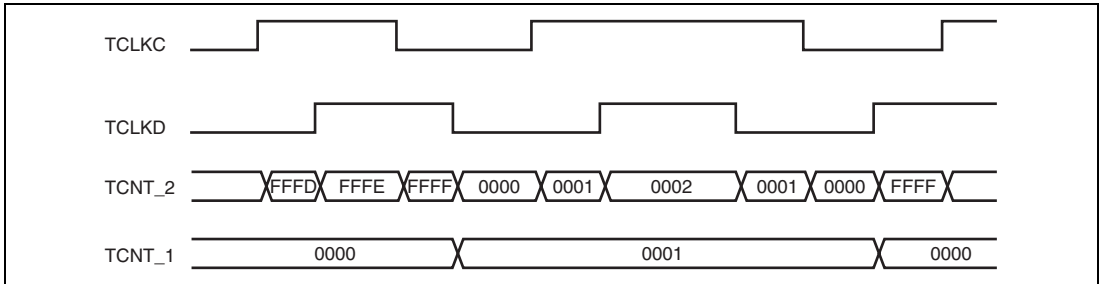 TCLKC
TCLKD
TCNT_2 FFFD FFFE FFFF 0000 0001 0002 0001 0000 FFFF
TCNT_1 0000 0001 0000